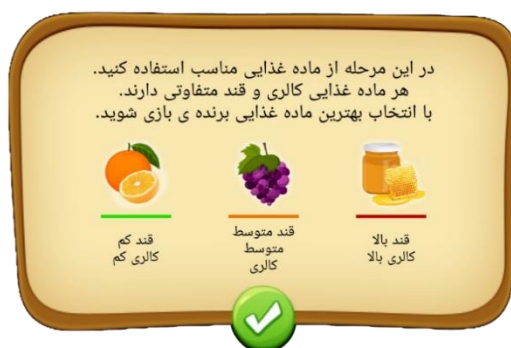 در این مرحله از ماده غذایی مناسب استفاده کنید.
هر ماده غذایی کالری و قند متفاوتی دارند.
با انتخاب بهترین ماده غذایی برنده ی بازی شوید.
قند بالا
کالری بالا
قند متوسط
متوسط
کالری
قند کم
کالری کم